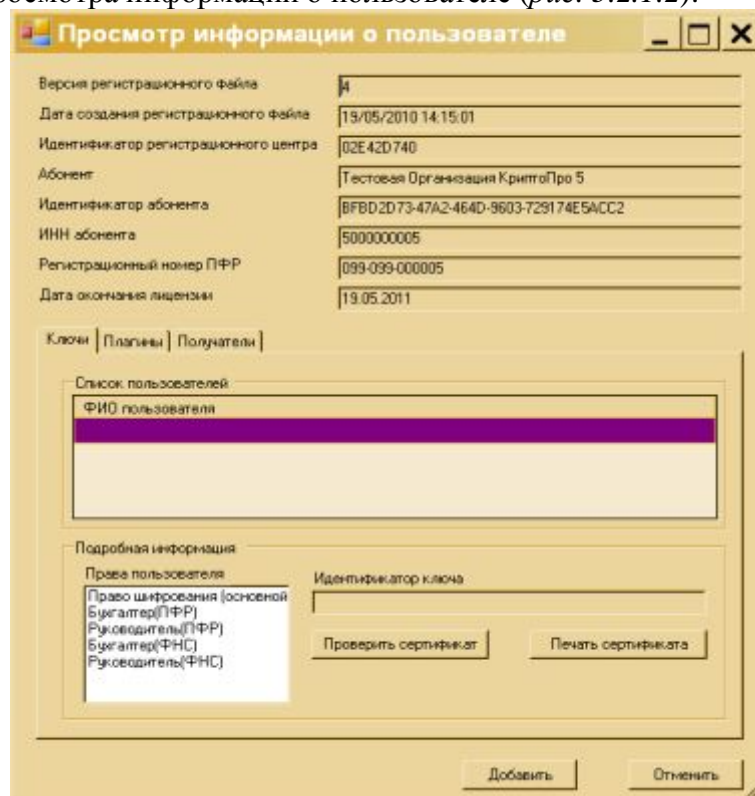 росмотра информации о пользователе (рис. 5.2.1.2).
Просмотр информации о пользователе
Версия регистрационного файла 4
Дата создания регистрационного файла 19/05/2010 14:15:01
Идентификатор регистрационного центра 02E42D740
Абонент Тестовая Организация КриптоПро 5
Идентификатор абонента BFBD2D73-47A2-464D-9603-729174E5ACC2
ИНН абонента 5000000005
Регистрационный номер ПФР 099-099-000005
Дата окончания лицензии 19.05.2011
Ключи Плагины Получатели
Список пользователей
ФИО пользователя
Подробная информация
Права пользователя
Идентификатор ключа
Право шифрования (основной
Бухгалтер(ПФР)
Руководитель(ПФР)
Бухгалтер(ФНС)
Руководитель(ФНС)
Проверить сертификат Печать сертификата
Добавить Отменить